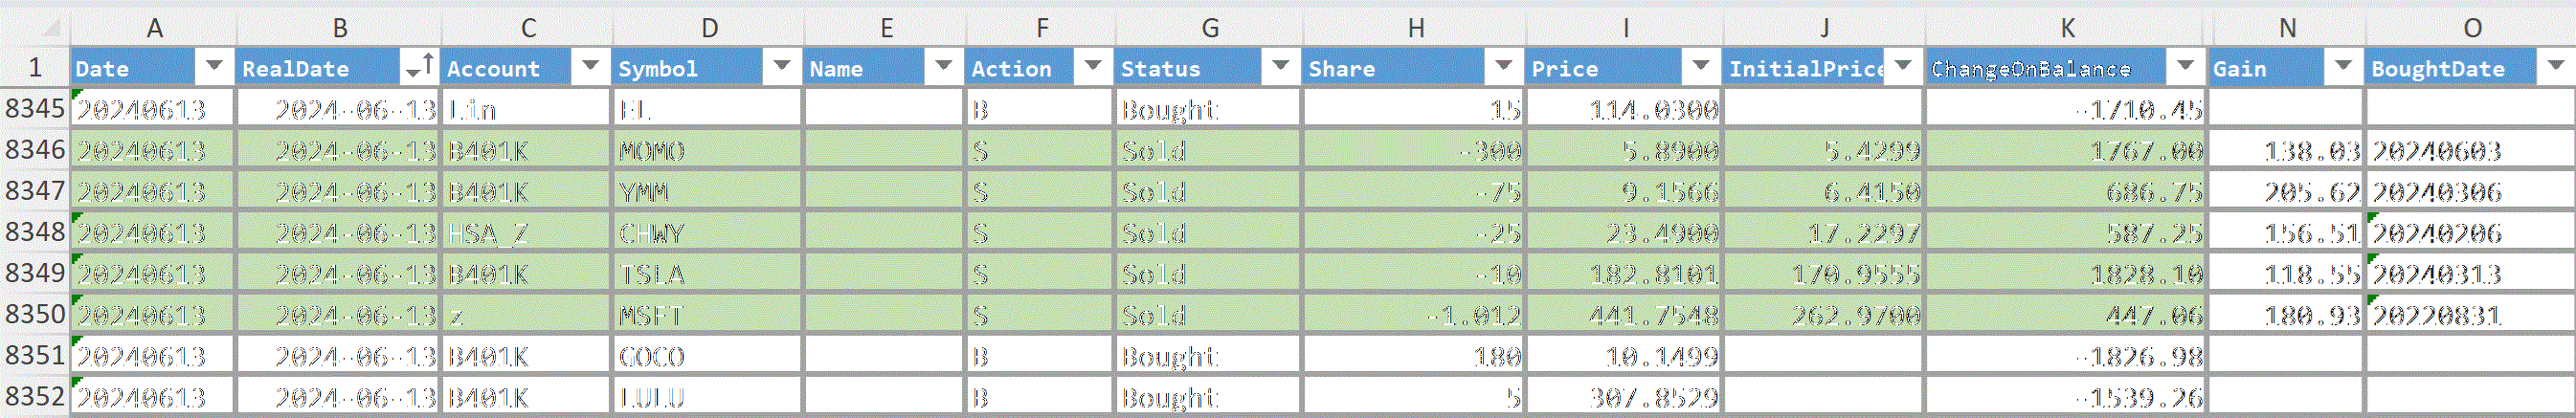 A B C D E F G H I J K N O
1 Date RealDate Account Symbol Name Action Status Share Price InitialPrice ChangeOnBalance Gain BoughtDate
8345 20240613 2024-06-13 Lin EL B Bought 15 114.0300 -1710.45
8346 20240613 2024-06-13 B401K MOMO S Sold -300 5.8900 5.4299 1767.00 138.03 20240603
8347 20240613 2024-06-13 B401K YMM S Sold -75 9.1566 6.4150 686.75 205.62 20240306
8348 20240613 2024-06-13 HSA_Z CHWY S Sold -25 23.4900 17.2297 587.25 156.51 20240206
8349 20240613 2024-06-13 B401K TSLA S Sold -10 182.8101 170.9555 1828.10 118.55 20240313
8350 20240613 2024-06-13 z MSFT S Sold -1.012 441.7548 262.9700 447.06 180.93 20220831
8351 20240613 2024-06-13 B401K GOCO B Bought 180 10.1499 -1826.98
8352 20240613 2024-06-13 B401K LULU B Bought 5 307.8529 -1539.26